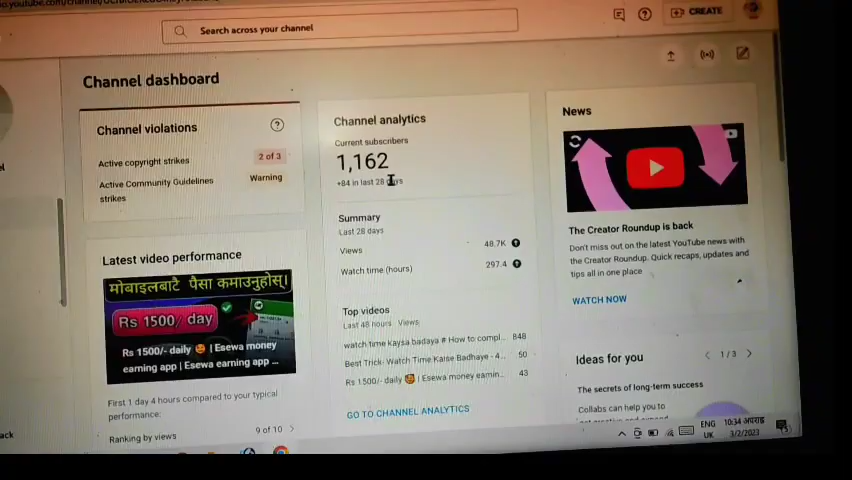 Search across your channel
CREATE
Channel dashboard
Channel violations
Active copyright strikes
2 of 3
Active Community Guidelines
strikes
Warning
Latest video performance
मोबाइलबाटै पैसा कमाउनुहोस्।
Rs 1500/ day
Rs 1500/- daily 🥰 | Esewa money
earning app | Esewa earning app ...
First 1 day 4 hours compared to your typical
performance:
Ranking by views
9 of 10
Channel analytics
Current subscribers
1,162
+84 in last 28 days
Summary
Last 28 days
Views
48.7K
Watch time (hours)
297.4
Top videos
Last 48 hours · Views
watch time kaysa badaya # How to compl...
848
Best Trick- Watch Time Kaise Badhaye - 4...
50
Rs 1500/- daily 🥰 | Esewa money earnin...
43
GO TO CHANNEL ANALYTICS
News
The Creator Roundup is back
Don't miss out on the latest YouTube news with
the Creator Roundup. Quick recaps, updates and
tips all in one place
WATCH NOW
Ideas for you
1 / 3
The secrets of long-term success
Collabs can help you to
ENG
UK
10:34 अपराह्न
3/2/2023